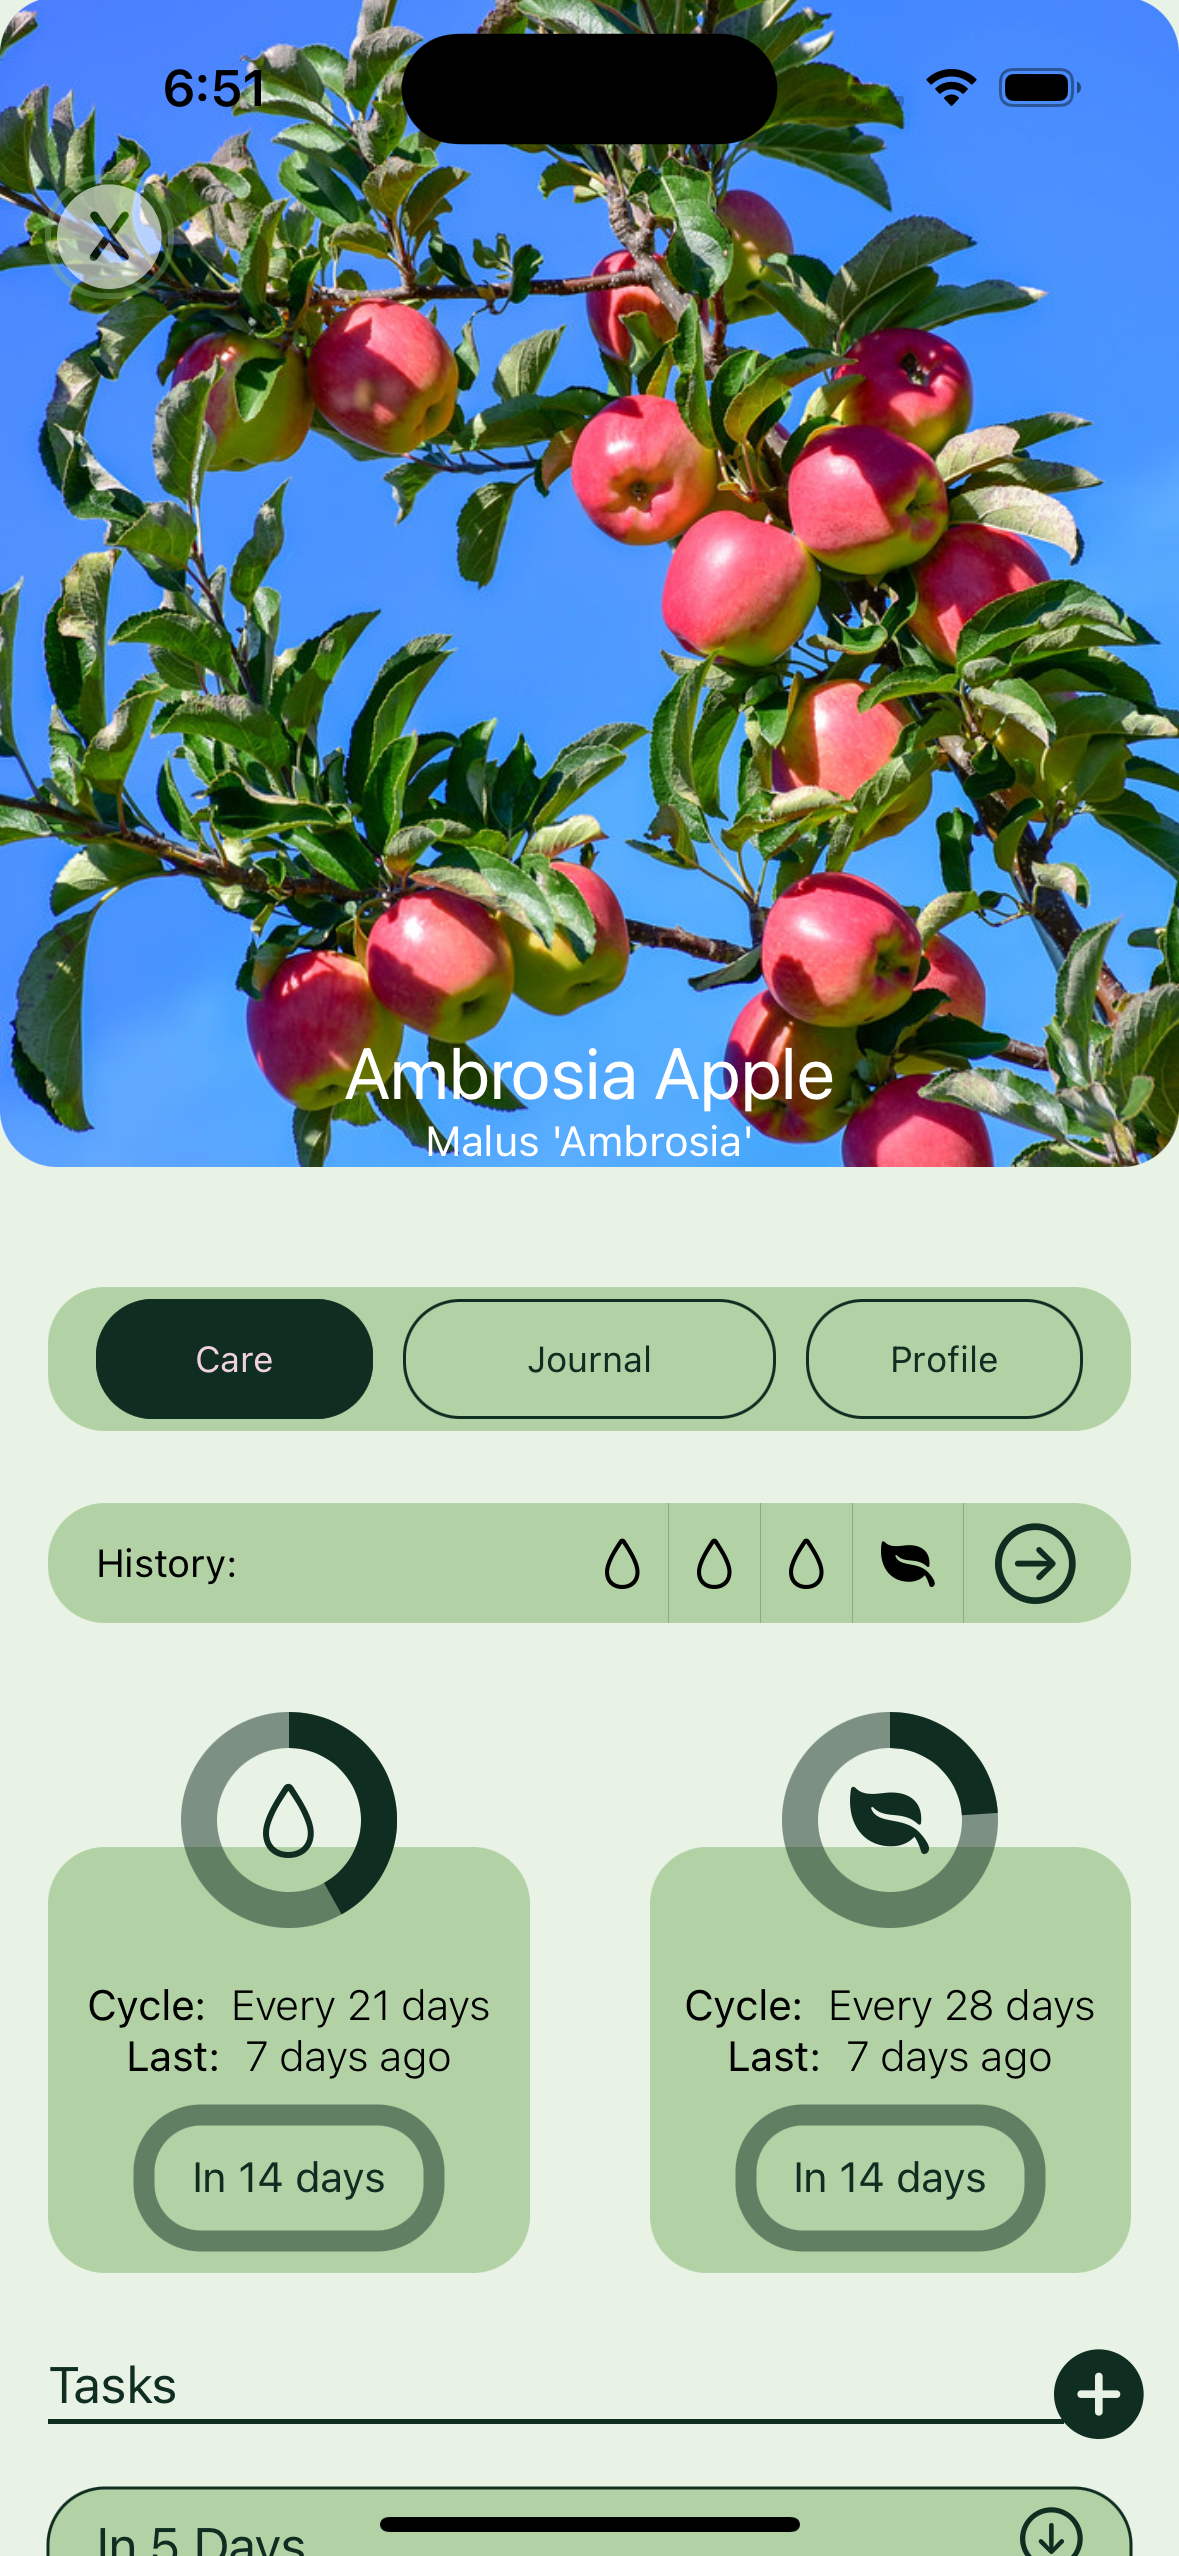 6:51
Ambrosia Apple
Malus 'Ambrosia'
Care
Journal
Profile
History:
Cycle: Every 21 days
Last: 7 days ago
In 14 days
Cycle: Every 28 days
Last: 7 days ago
In 14 days
Tasks
In 5 Days